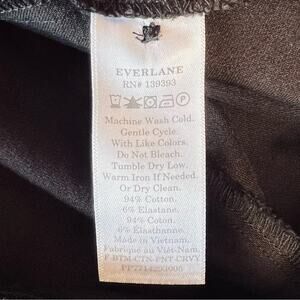 EVERLANE
RN# 139393
Machine Wash Cold.
Gentle Cycle.
With Like Colors.
Do Not Bleach.
Tumble Dry Low.
Warm Iron If Needed.
Or Dry Clean.
94% Cotton.
6% Elastane.
94% Coton.
6% Elasthanne.
Made in Vietnam.
Fabriqué au Viêt-Nam.
F-BTM-CTN-PNT-CRVY